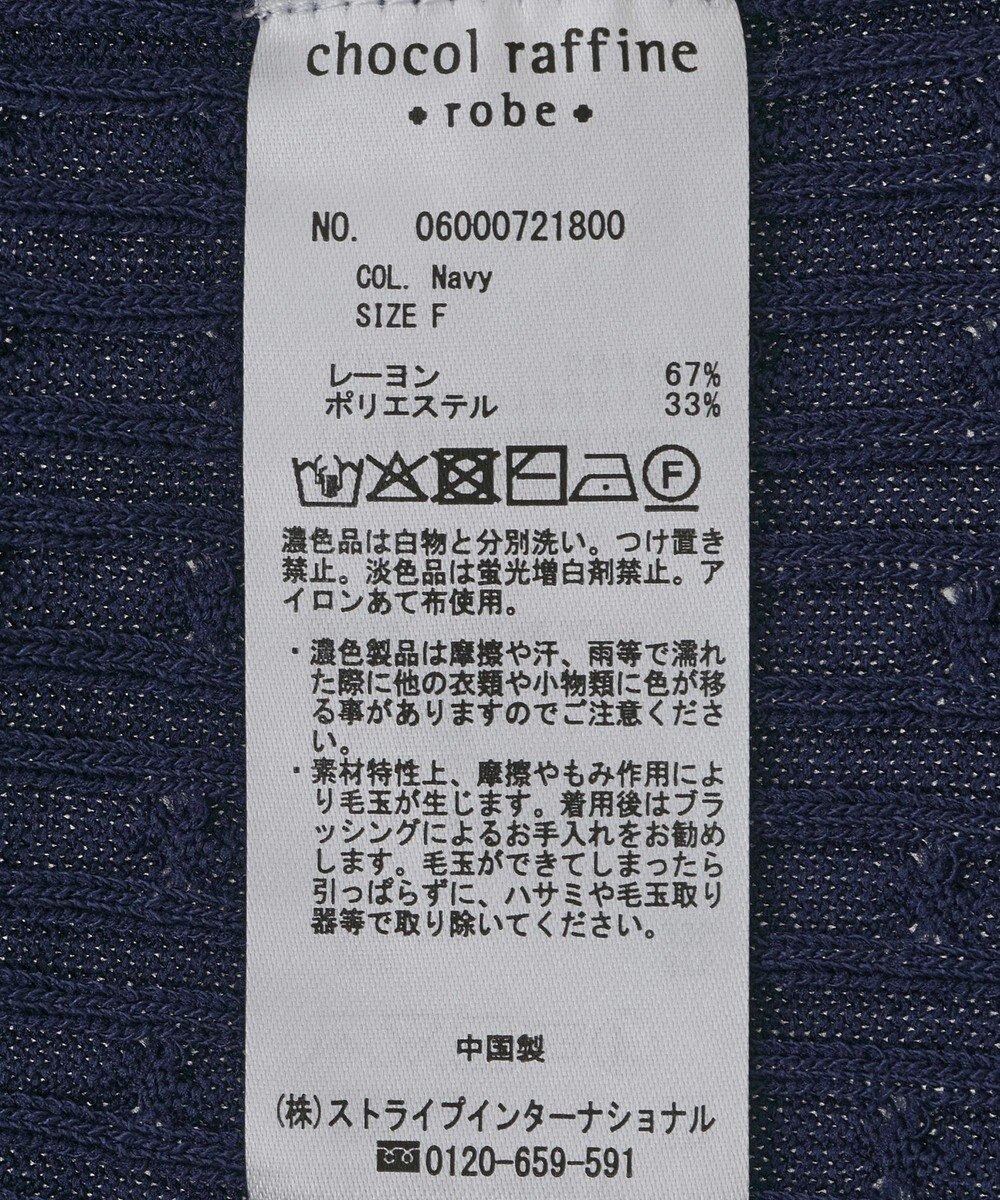 chocol raffine
robe
NO. 06000721800
COL. Navy
SIZE F
レーヨン 67%
ポリエステル 33%
F
濃色品は白物と分別洗い。つけ置き
禁止。淡色品は蛍光増白剤禁止。ア
イロンあて布使用。
・濃色製品は摩擦や汗、雨等で濡れ
た際に他の衣類や小物類に色が移
る事がありますのでご注意くださ
い。
・素材特性上、摩擦やもみ作用によ
り毛玉が生じます。着用後はブラ
ッシングによるお手入れをお勧め
します。毛玉ができてしまったら
引っぱらずに、ハサミや毛玉取り
器等で取り除いてください。
中国製
(株)ストライプインターナショナル
0120-659-591